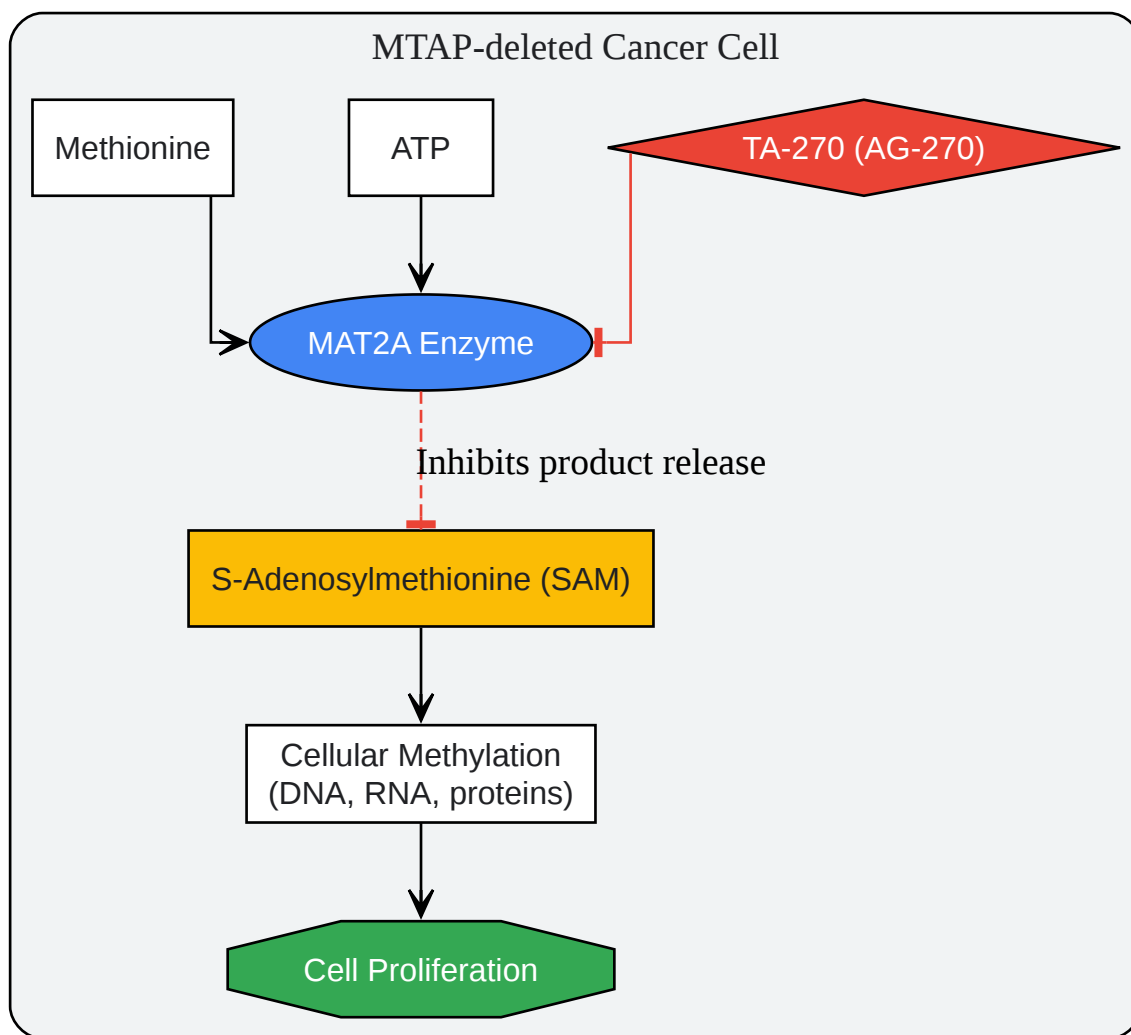 MTAP-deleted Cancer Cell
Methionine
ATP
TA-270 (AG-270)
MAT2A Enzyme
Inhibits product release
S-Adenosylmethionine (SAM)
Cellular Methylation
(DNA, RNA, proteins)
Cell Proliferation